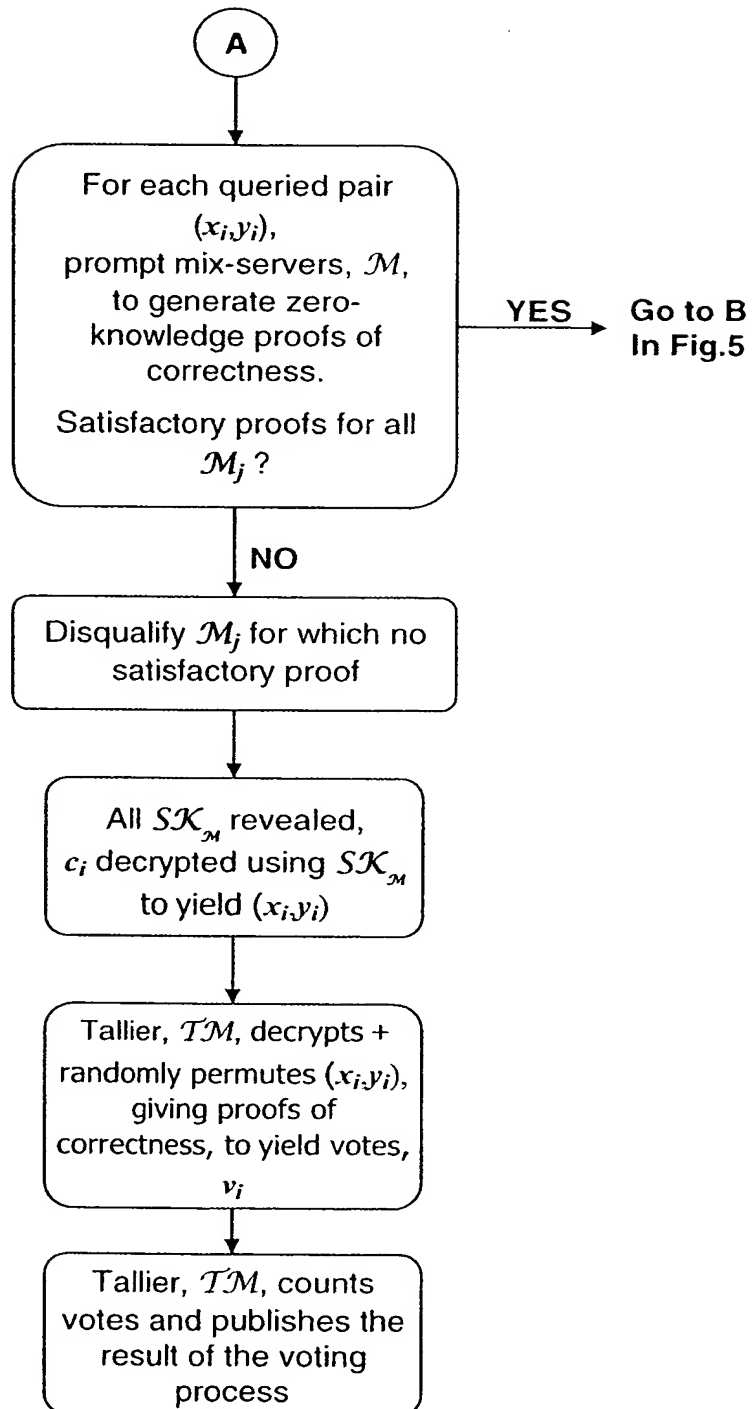 A
For each queried pair
(xᵢ,yᵢ),
prompt mix-servers, ℳ,
to generate zero-
knowledge proofs of
correctness.
Satisfactory proofs for all
ℳⱼ ?
YES
Go to B
In Fig.5
NO
Disqualify ℳⱼ for which no
satisfactory proof
All 𝒮𝒦_ℳ revealed,
cᵢ decrypted using 𝒮𝒦_ℳ
to yield (xᵢ,yᵢ)
Tallier, 𝒯ℳ, decrypts +
randomly permutes (xᵢ,yᵢ),
giving proofs of
correctness, to yield votes,
vᵢ
Tallier, 𝒯ℳ, counts
votes and publishes the
result of the voting
process